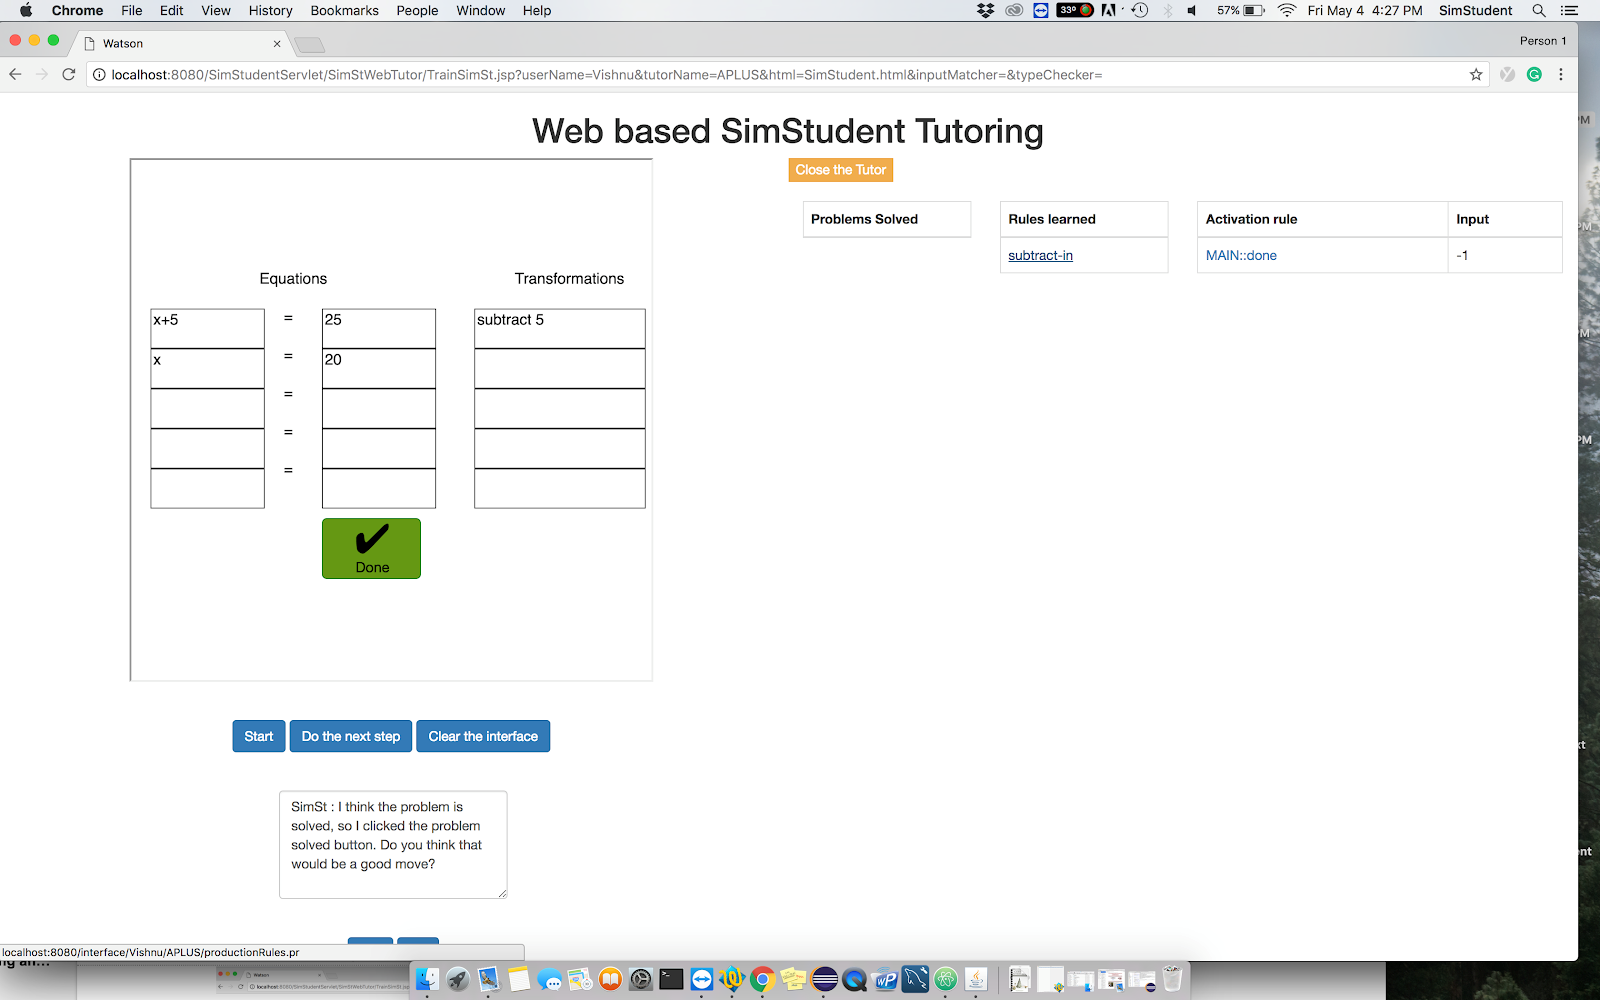 Chrome File Edit View History Bookmarks People Window Help
33° 57% Fri May 4 4:27 PM SimStudent
Watson
Person 1
localhost:8080/SimStudentServlet/SimStWebTutor/TrainSimSt.jsp?userName=Vishnu&tutorName=APLUS&html=SimStudent.html&inputMatcher=&typeChecker=
Web based SimStudent Tutoring
Close the Tutor
Problems Solved
Rules learned
subtract-in
Activation rule Input
MAIN::done -1
Equations Transformations
x+5 = 25 subtract 5
x = 20
=
=
=
Done
Start Do the next step Clear the interface
SimSt : I think the problem is
solved, so I clicked the problem
solved button. Do you think that
would be a good move?
localhost:8080/interface/Vishnu/APLUS/productionRules.pr